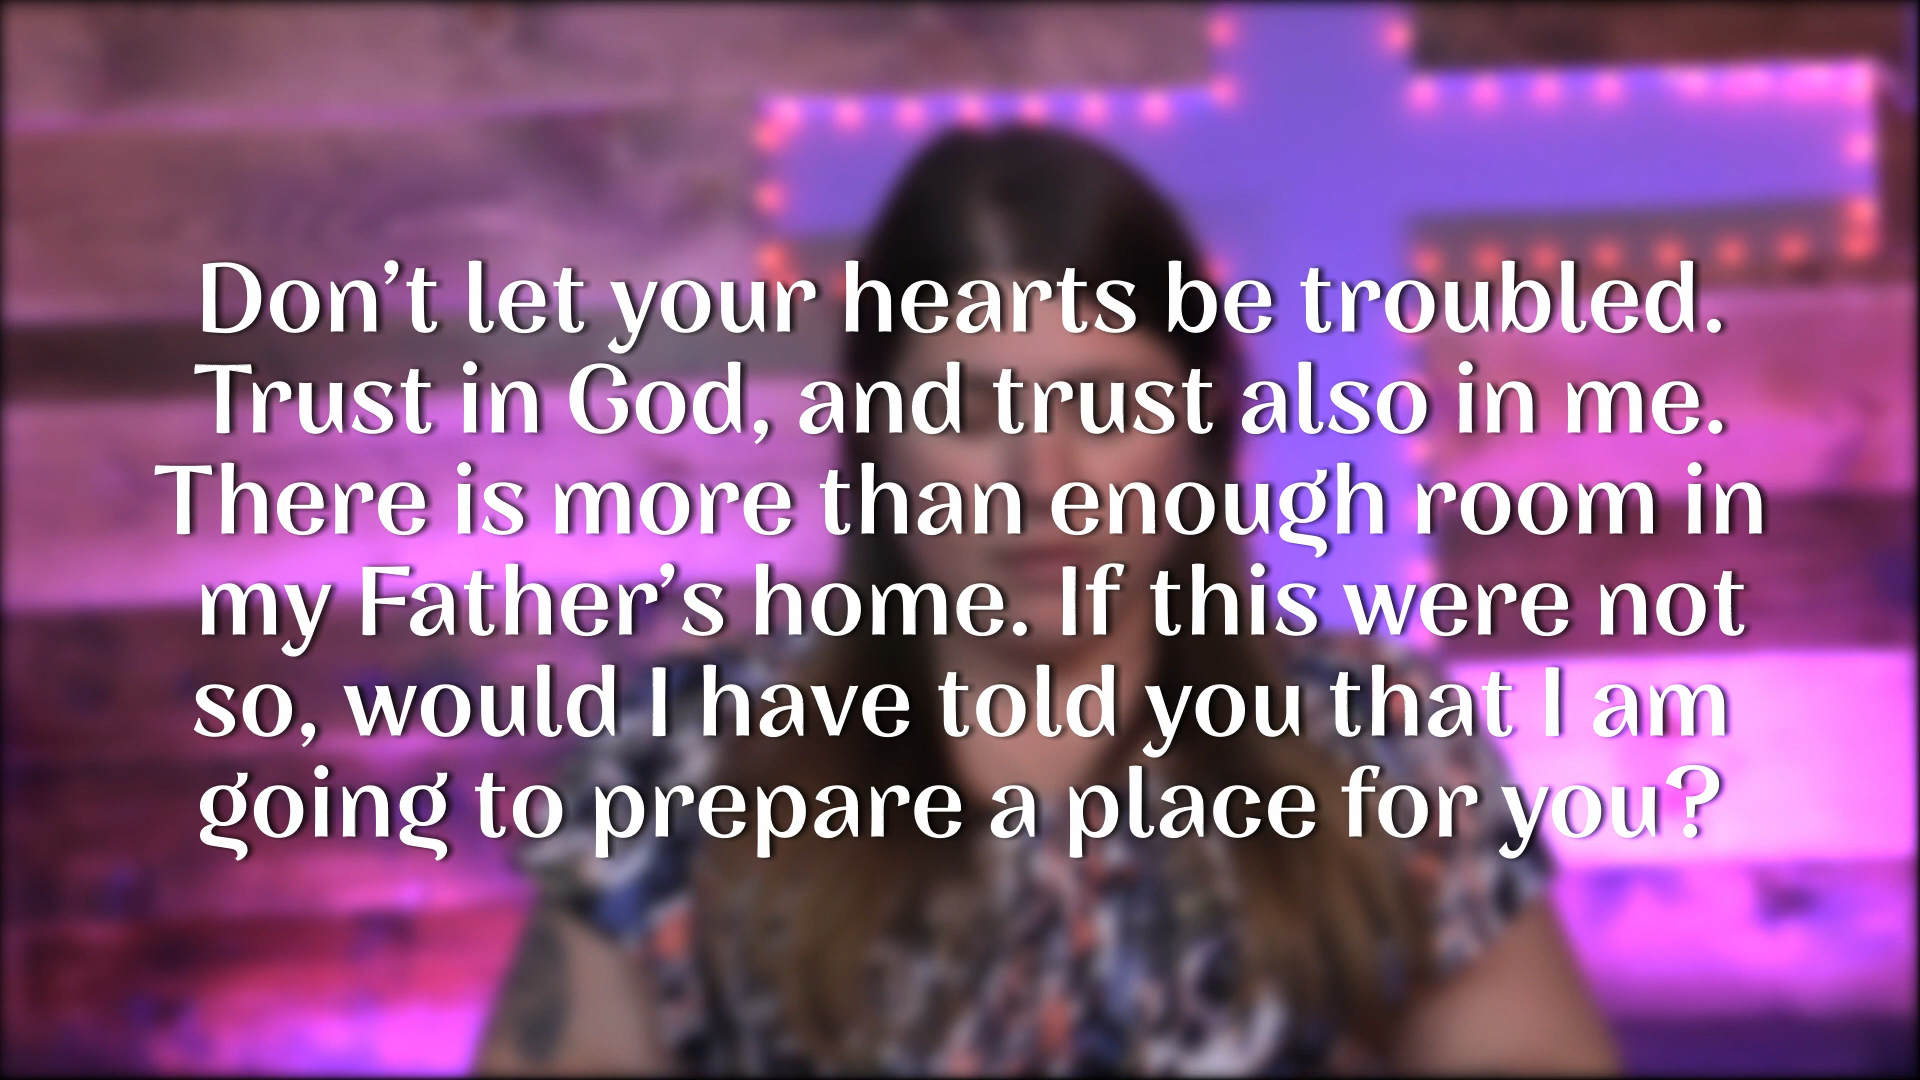 Don’t let your hearts be troubled.
Trust in God, and trust also in me.
There is more than enough room in
my Father’s home. If this were not
so, would I have told you that I am
going to prepare a place for you?